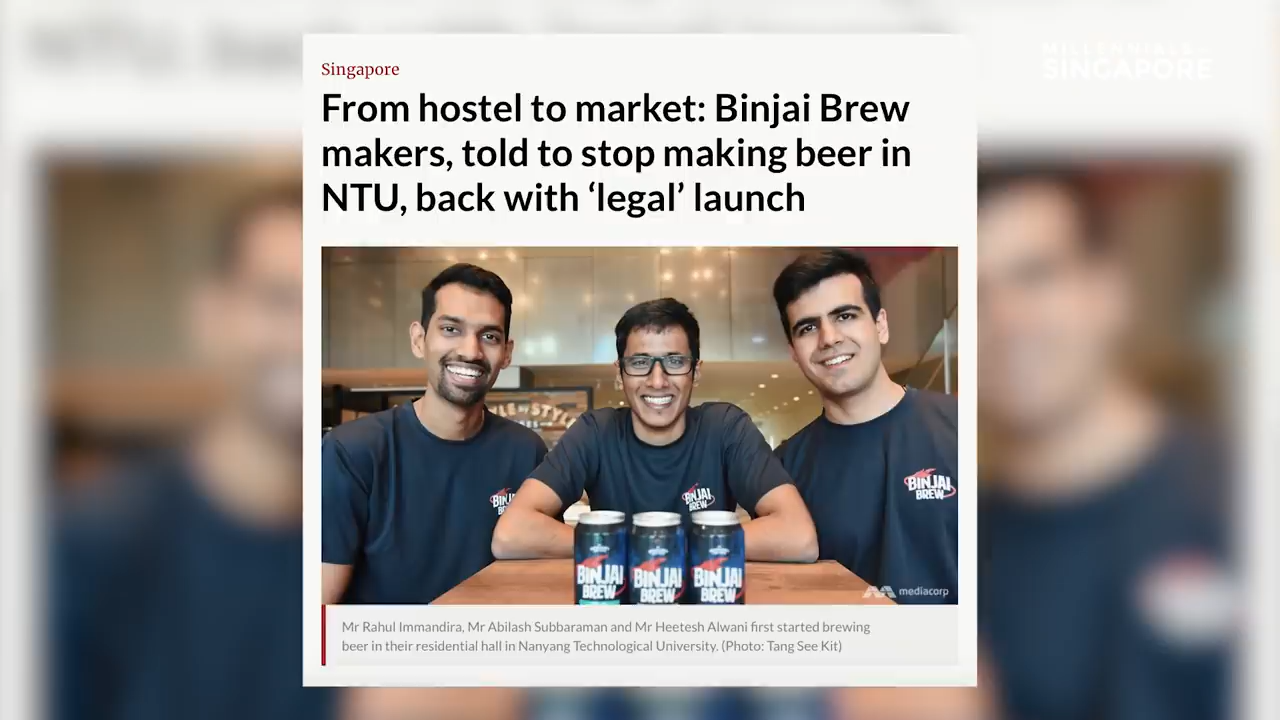 MILLENNIALS
SINGAPORE
Singapore
From hostel to market: Binjai Brew
makers, told to stop making beer in
NTU, back with ‘legal’ launch
BINJAI
BREW
BINJAI
BREW
BINJAI
BREW
BINJAI
BREW
BINJAI
BREW
mediacorp
Mr Rahul Immandira, Mr Abilash Subbaraman and Mr Heetesh Alwani first started brewing
beer in their residential hall in Nanyang Technological University. (Photo: Tang See Kit)